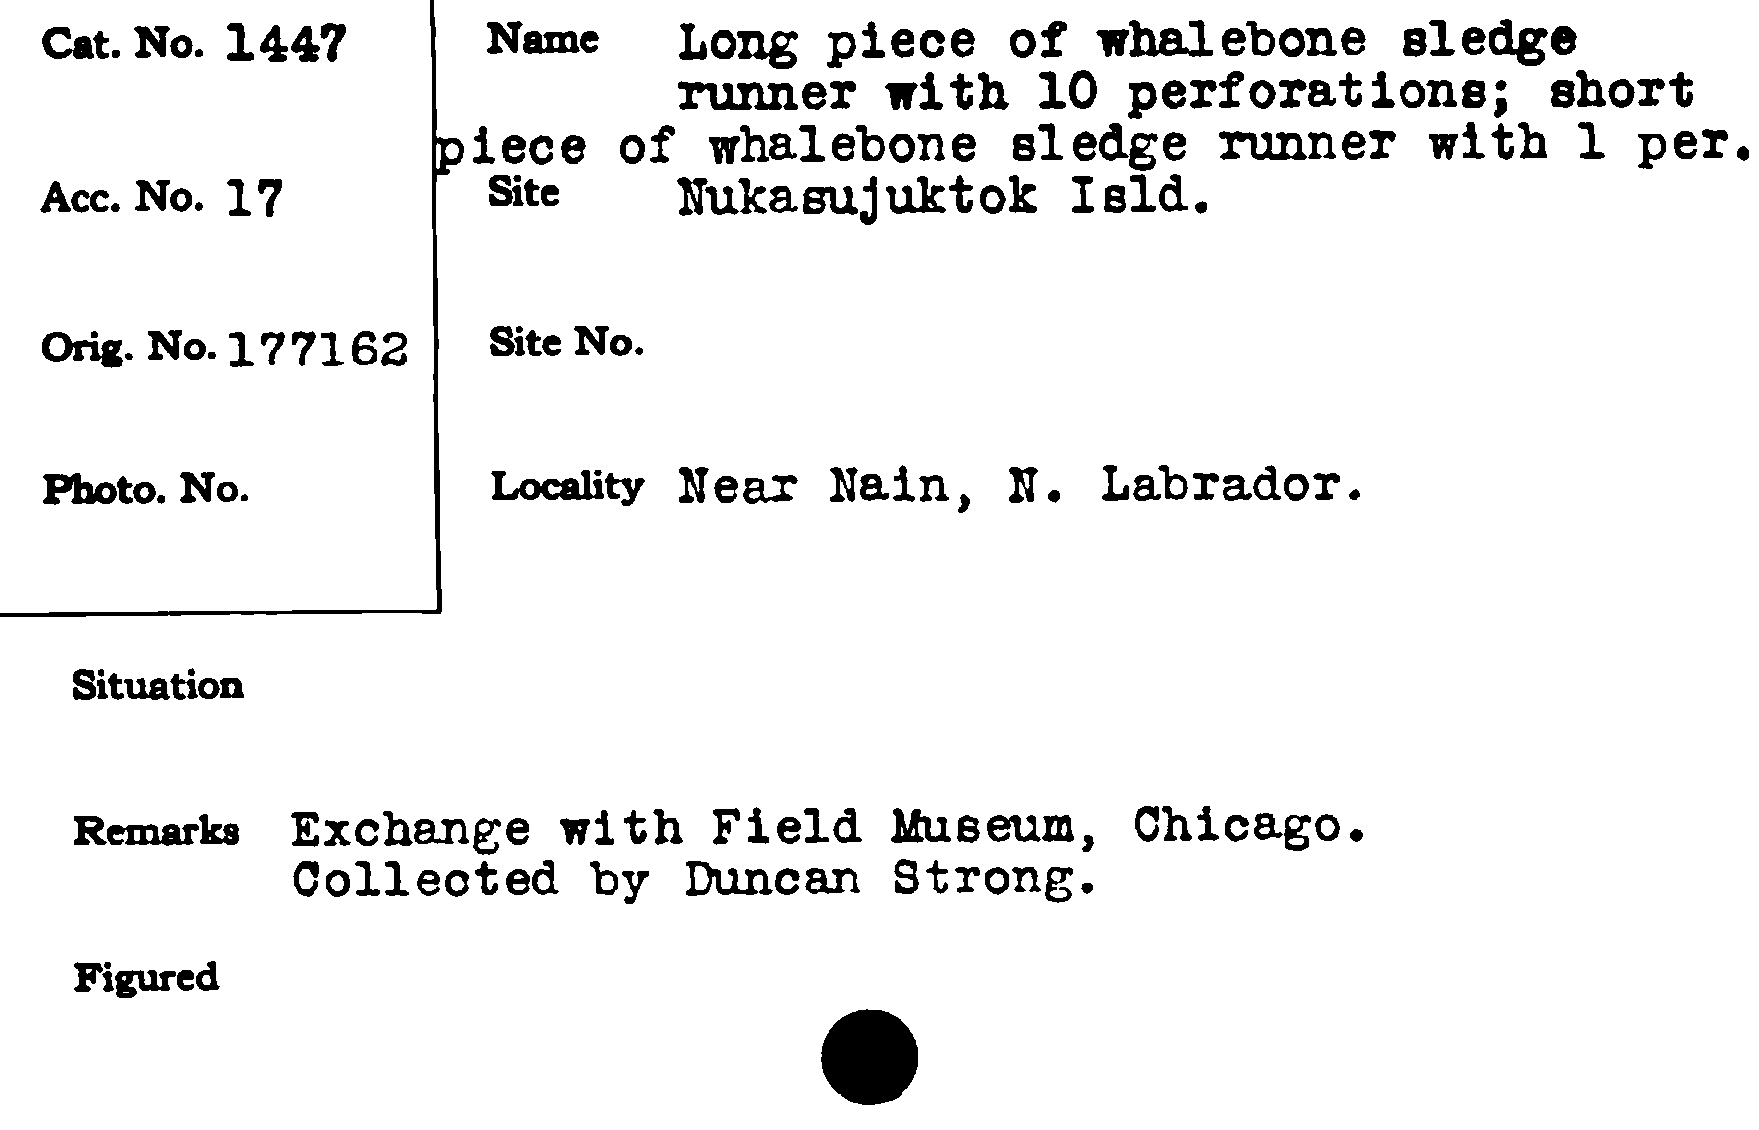 Cat. No. 1447
Name Long piece of whalebone sledge
runner with 10 perforations; short
piece of whalebone sledge runner with 1 per.
Acc. No. 17
Site Nukasujuktok Isld.
Orig. No. 177162
Site No.
Photo. No.
Locality Near Nain, N. Labrador.
Situation
Remarks Exchange with Field Museum, Chicago.
Collected by Duncan Strong.
Figured